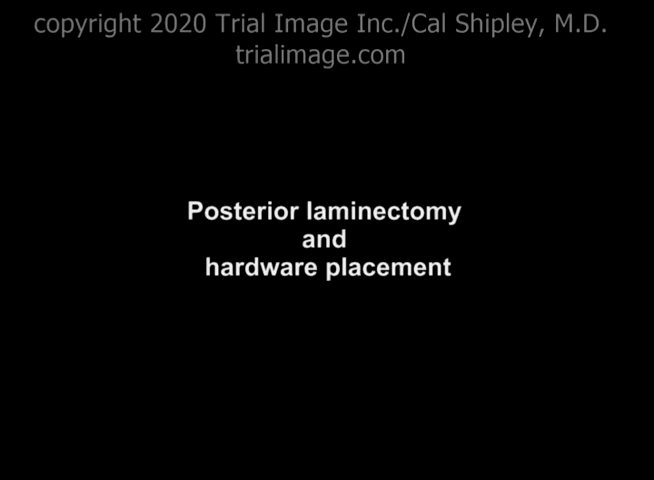 copyright 2020 Trial Image Inc./Cal Shipley, M.D.
trialimage.com
Posterior laminectomy
and
hardware placement